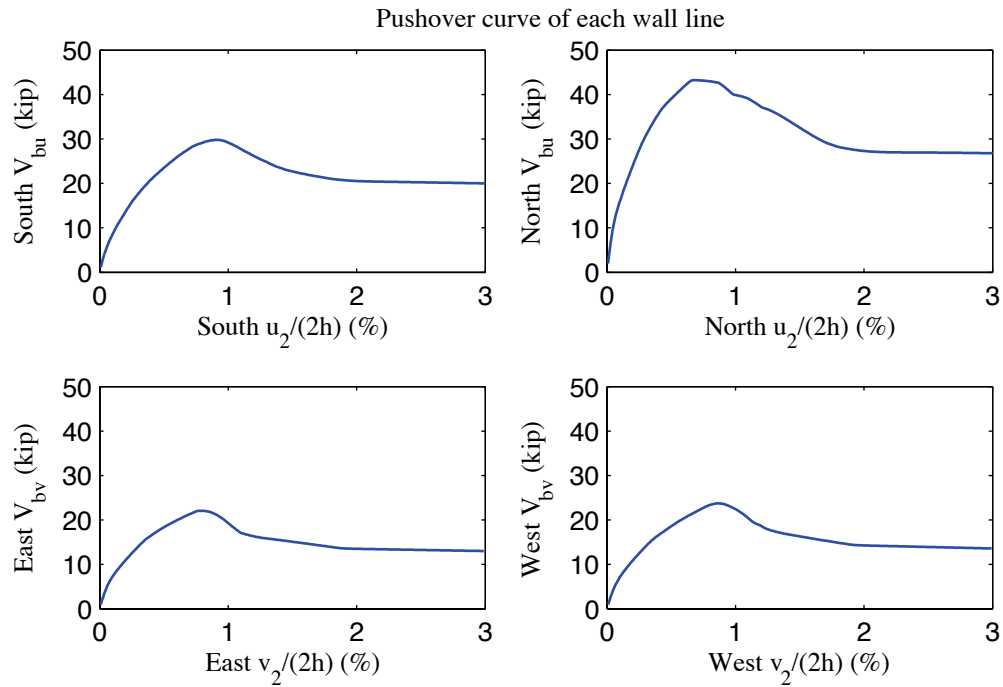 Pushover curve of each wall line
50
40
30
20
10
0
South V_bu (kip)
0 1 2 3
South u_2/(2h) (%)
50
40
30
20
10
0
North V_bu (kip)
0 1 2 3
North u_2/(2h) (%)
50
40
30
20
10
0
East V_bv (kip)
0 1 2 3
East v_2/(2h) (%)
50
40
30
20
10
0
West V_bv (kip)
0 1 2 3
West v_2/(2h) (%)